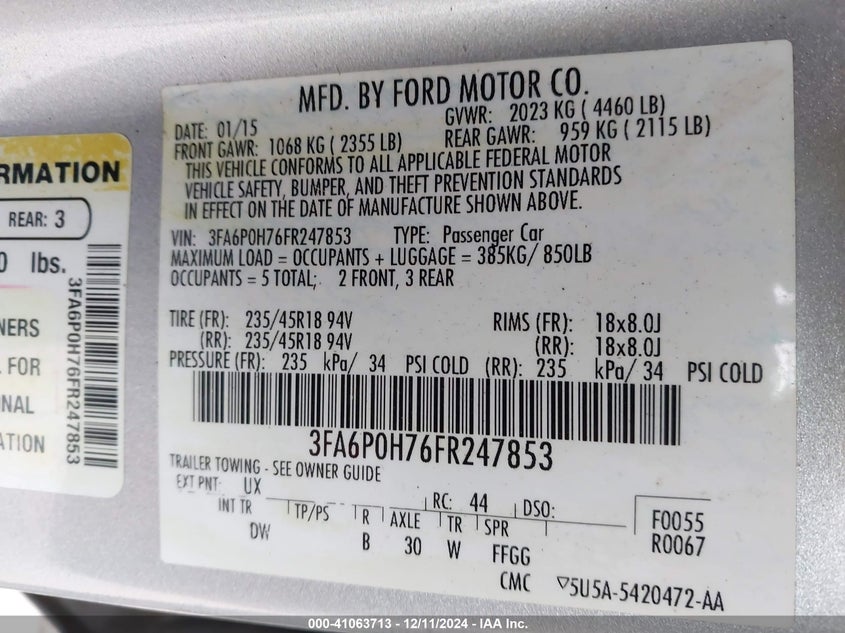 MFD. BY FORD MOTOR CO.
DATE: 01/15 GVWR: 2023 KG ( 4460 LB)
FRONT GAWR: 1068 KG ( 2355 LB) REAR GAWR: 959 KG ( 2115 LB)
THIS VEHICLE CONFORMS TO ALL APPLICABLE FEDERAL MOTOR
VEHICLE SAFETY, BUMPER, AND THEFT PREVENTION STANDARDS
IN EFFECT ON THE DATE OF MANUFACTURE SHOWN ABOVE.
VIN: 3FA6P0H76FR247853 TYPE: Passenger Car
MAXIMUM LOAD = OCCUPANTS + LUGGAGE = 385KG/ 850LB
OCCUPANTS = 5 TOTAL; 2 FRONT, 3 REAR
TIRE (FR): 235/45R18 94V RIMS (FR): 18x8.0J
(RR): 235/45R18 94V (RR): 18x8.0J
PRESSURE (FR): 235 kPa/ 34 PSI COLD (RR): 235 kPa/ 34 PSI COLD
3FA6P0H76FR247853
TRAILER TOWING - SEE OWNER GUIDE
EXT PNT: UX RC: 44 DSO:
INT TR TP/PS R AXLE TR SPR F0055
DW B 30 W FFGG R0067
CMC ▽5U5A-5420472-AA
RMATION
REAR: 3
0 lbs.
3FA6P0H76FR247853
NERS
FOR
NAL
ATION
000-41063713 - 12/11/2024 - IAA Inc.